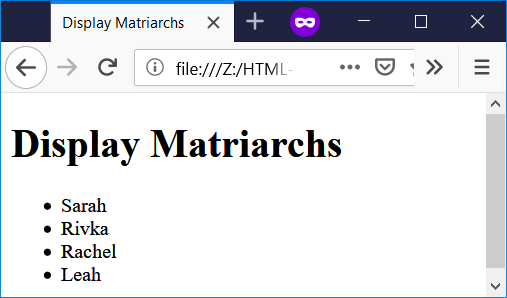 Display Matriarchs
file:///Z:/HTML-
Display Matriarchs
Sarah
Rivka
Rachel
Leah